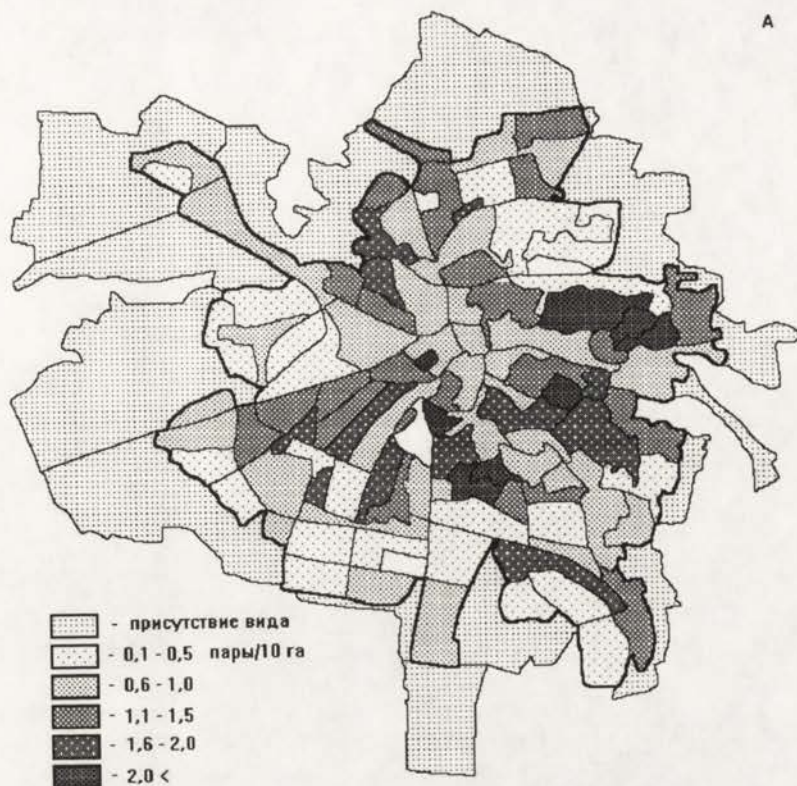 А
- присутствие вида
- 0,1 - 0,5 пары/10 га
- 0,6 - 1,0
- 1,1 - 1,5
- 1,6 - 2,0
- 2,0 <